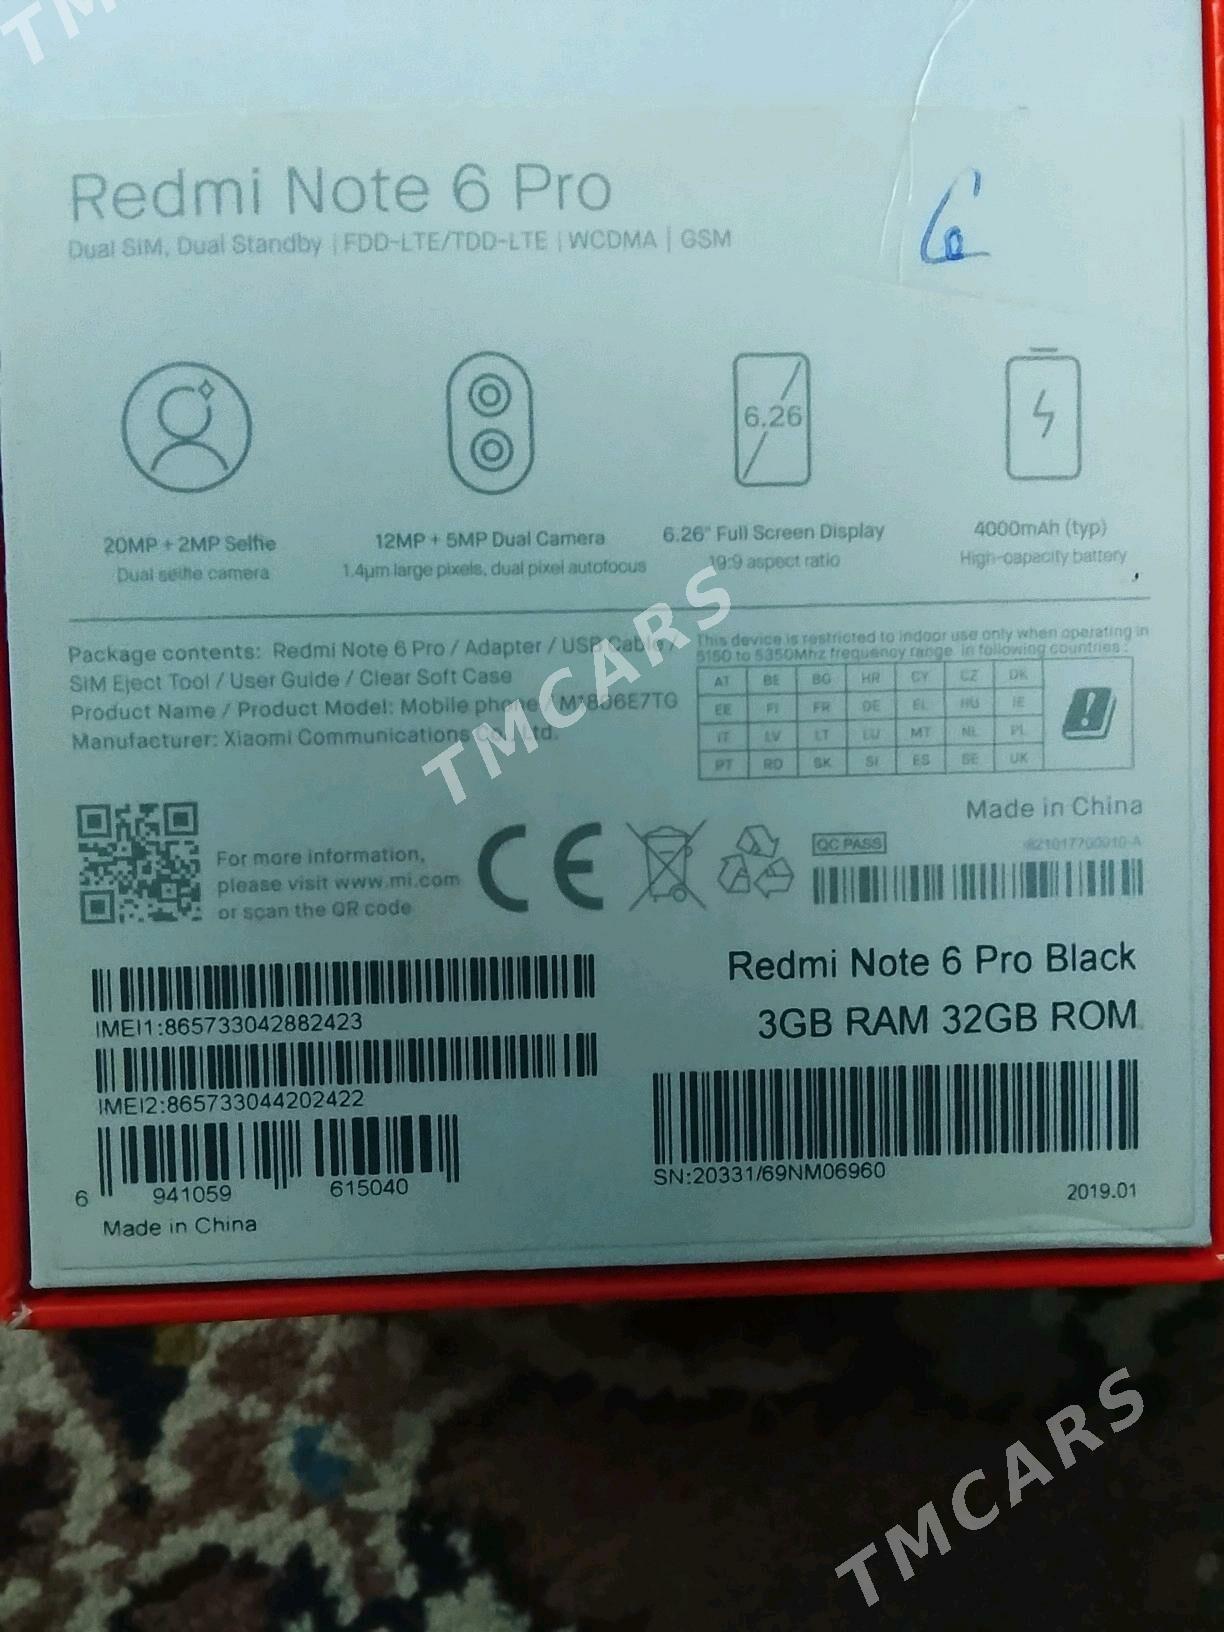 TMCARS
Redmi Note 6 Pro
Dual SIM, Dual Standby | FDD-LTE/TDD-LTE | WCDMA | GSM
6
6.26
20MP + 2MP Selfie
Dual selfie camera
12MP + 5MP Dual Camera
1.4μm large pixels, dual pixel autofocus
6.26" Full Screen Display
19:9 aspect ratio
4000mAh (typ)
High-capacity battery
Package contents: Redmi Note 6 Pro / Adapter / USB Cable /
SIM Eject Tool / User Guide / Clear Soft Case
Product Name / Product Model: Mobile phone / M1806E7TG
Manufacturer: Xiaomi Communications Co., Ltd.
TMCARS
This device is restricted to indoor use only when operating in
5150 to 5350Mhz frequency range in following countries:
AT BE BG HR CY CZ DK
EE FI FR DE EL HU IE
IT LV LT LU MT NL PL
PT RO SK SI ES SE UK
Made in China
For more information,
please visit www.mi.com
or scan the QR code
CE
QC PASS
Redmi Note 6 Pro Black
3GB RAM 32GB ROM
IMEI1:865733042882423
IMEI2:865733044202422
6 941059 615040
Made in China
SN:20331/69NM06960
2019.01
TMCARS